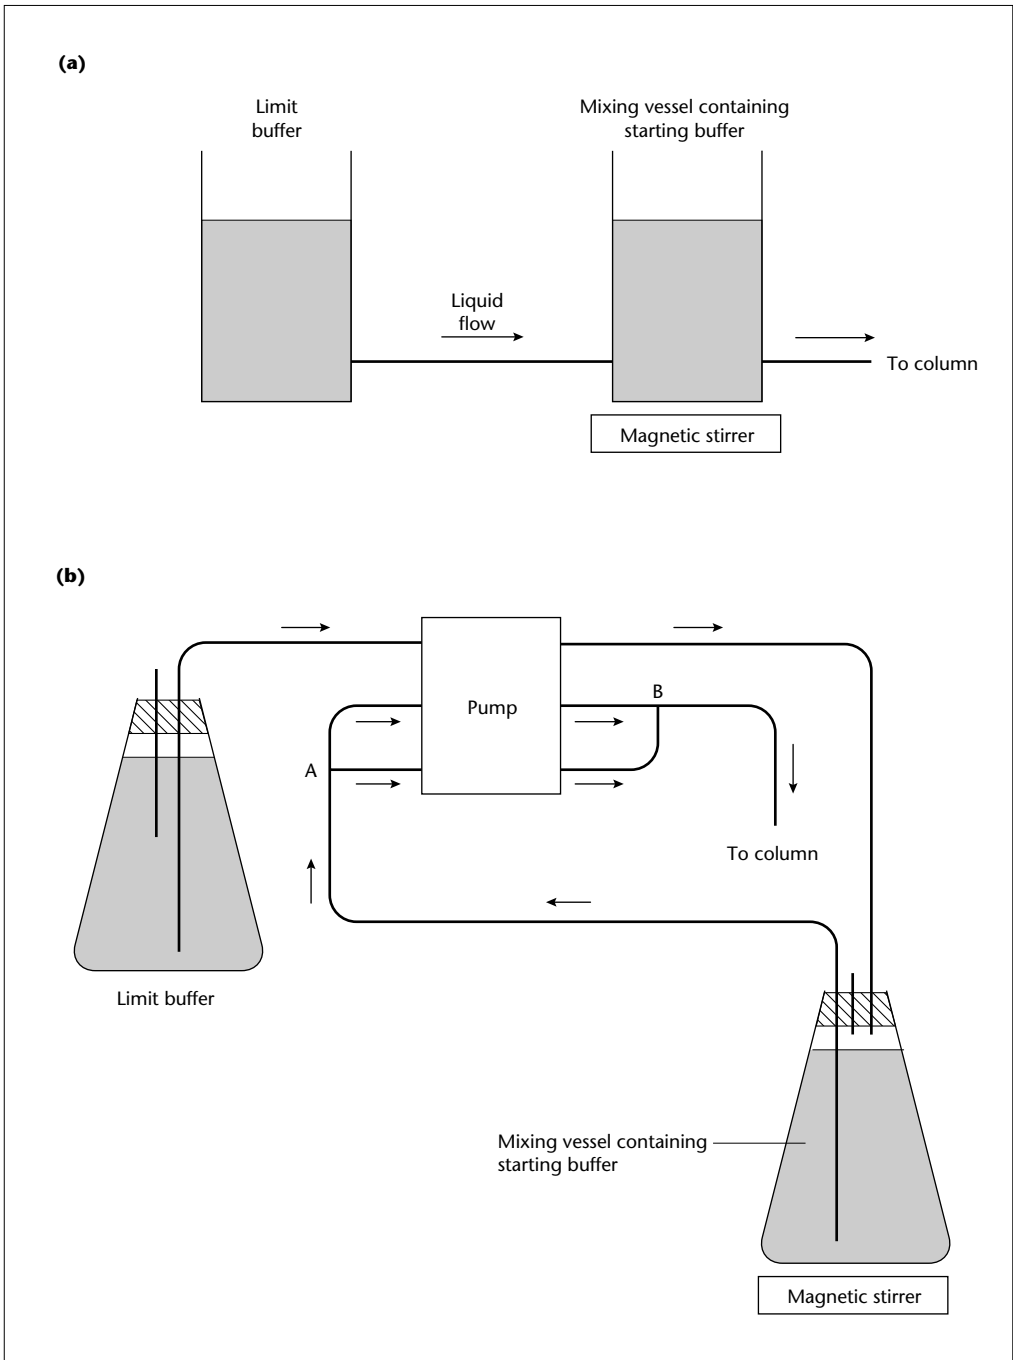 (a)
Limit
buffer
Mixing vessel containing
starting buffer
Liquid
flow
To column
Magnetic stirrer
(b)
Pump
B
A
To column
Limit buffer
Mixing vessel containing
starting buffer
Magnetic stirrer